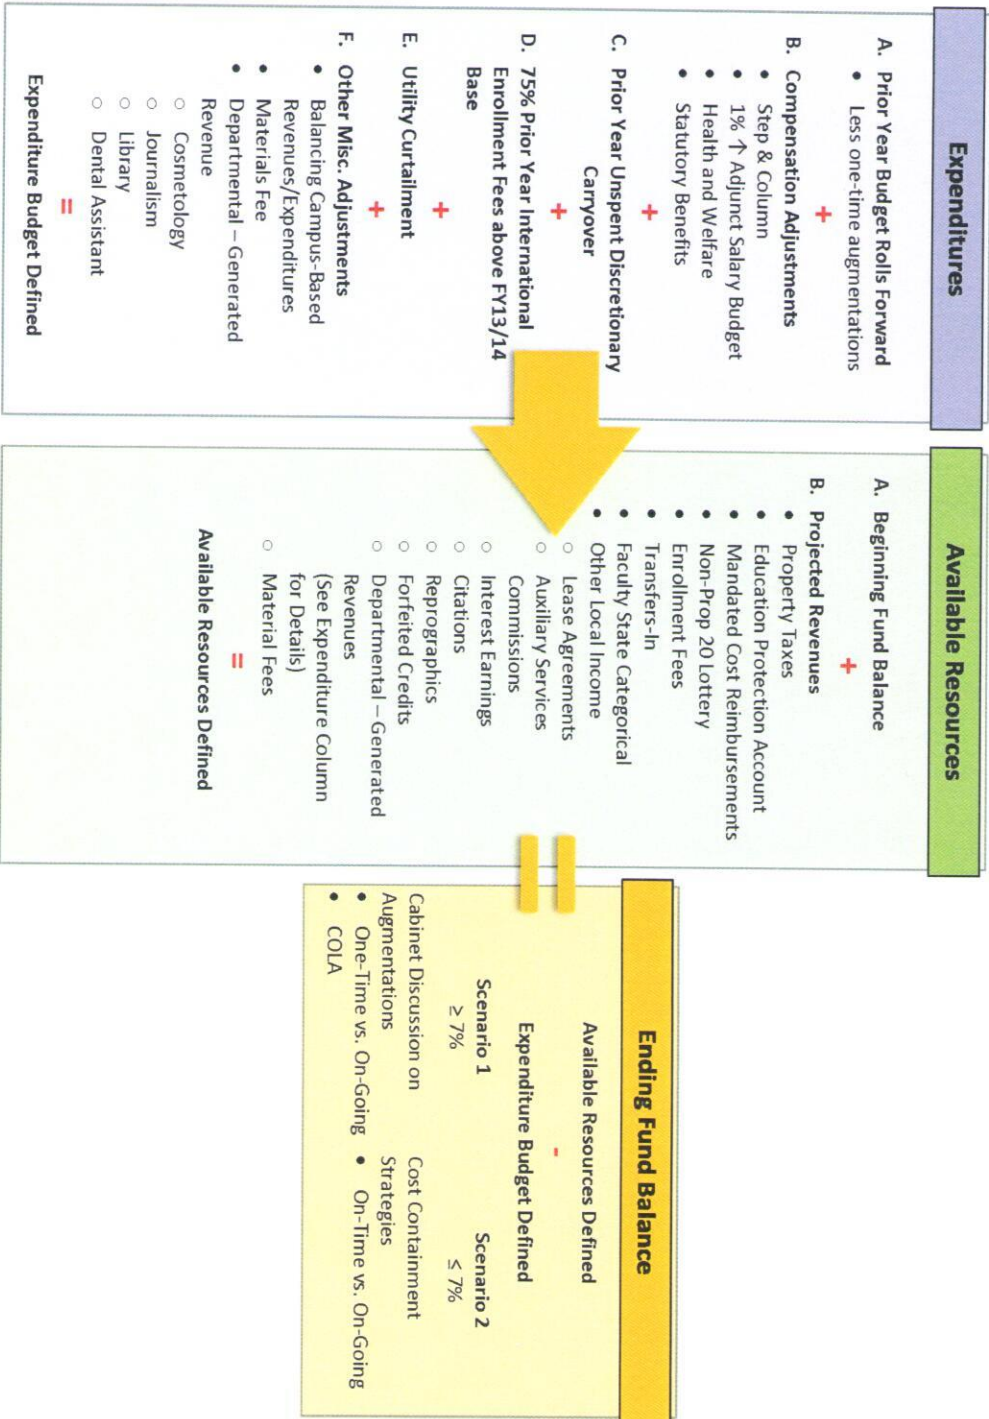 Expenditures
A. Prior Year Budget Rolls Forward
• Less one-time augmentations
+
B. Compensation Adjustments
• Step & Column
• 1% ↑ Adjunct Salary Budget
• Health and Welfare
• Statutory Benefits
+
C. Prior Year Unspent Discretionary
Carryover
+
D. 75% Prior Year International
Enrollment Fees above FY13/14
Base
+
E. Utility Curtailment
+
F. Other Misc. Adjustments
• Balancing Campus-Based
Revenues/Expenditures
• Materials Fee
• Departmental – Generated
Revenue
○ Cosmetology
○ Journalism
○ Library
○ Dental Assistant
=
Expenditure Budget Defined
Available Resources
A. Beginning Fund Balance
+
B. Projected Revenues
• Property Taxes
• Education Protection Account
• Mandated Cost Reimbursements
• Non-Prop 20 Lottery
• Enrollment Fees
• Transfers-In
• Faculty State Categorical
• Other Local Income
○ Lease Agreements
○ Auxiliary Services
Commissions
○ Interest Earnings
○ Citations
○ Reprographics
○ Forfeited Credits
○ Departmental – Generated
Revenues
(See Expenditure Column
for Details)
○ Material Fees
=
Available Resources Defined
Ending Fund Balance
Available Resources Defined
-
Expenditure Budget Defined
Scenario 1
≥ 7%
Cabinet Discussion on
Augmentations
• One-Time vs. On-Going
• COLA
Scenario 2
≤ 7%
Cost Containment
Strategies
• On-Time vs. On-Going